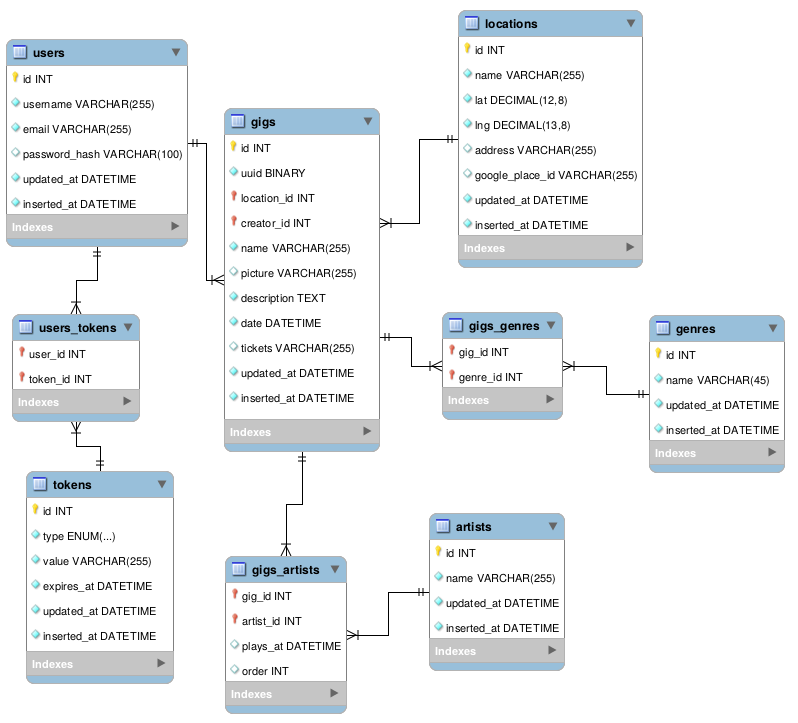 users
id INT
username VARCHAR(255)
email VARCHAR(255)
password_hash VARCHAR(100)
updated_at DATETIME
inserted_at DATETIME
Indexes
users_tokens
user_id INT
token_id INT
Indexes
tokens
id INT
type ENUM(...)
value VARCHAR(255)
expires_at DATETIME
updated_at DATETIME
inserted_at DATETIME
Indexes
gigs
id INT
uuid BINARY
location_id INT
creator_id INT
name VARCHAR(255)
picture VARCHAR(255)
description TEXT
date DATETIME
tickets VARCHAR(255)
updated_at DATETIME
inserted_at DATETIME
Indexes
gigs_artists
gig_id INT
artist_id INT
plays_at DATETIME
order INT
Indexes
locations
id INT
name VARCHAR(255)
lat DECIMAL(12,8)
lng DECIMAL(13,8)
address VARCHAR(255)
google_place_id VARCHAR(255)
updated_at DATETIME
inserted_at DATETIME
Indexes
gigs_genres
gig_id INT
genre_id INT
Indexes
genres
id INT
name VARCHAR(45)
updated_at DATETIME
inserted_at DATETIME
Indexes
artists
id INT
name VARCHAR(255)
updated_at DATETIME
inserted_at DATETIME
Indexes